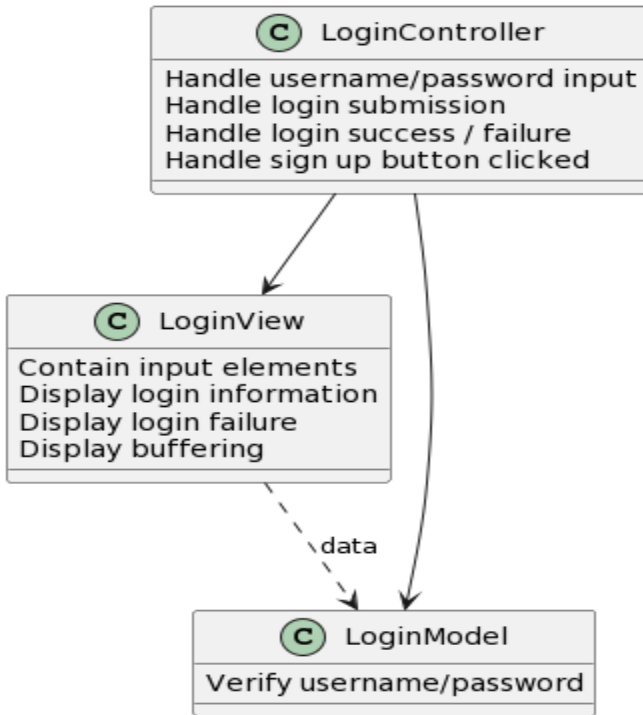 C LoginController
Handle username/password input
Handle login submission
Handle login success / failure
Handle sign up button clicked
C LoginView
Contain input elements
Display login information
Display login failure
Display buffering
data
C LoginModel
Verify username/password